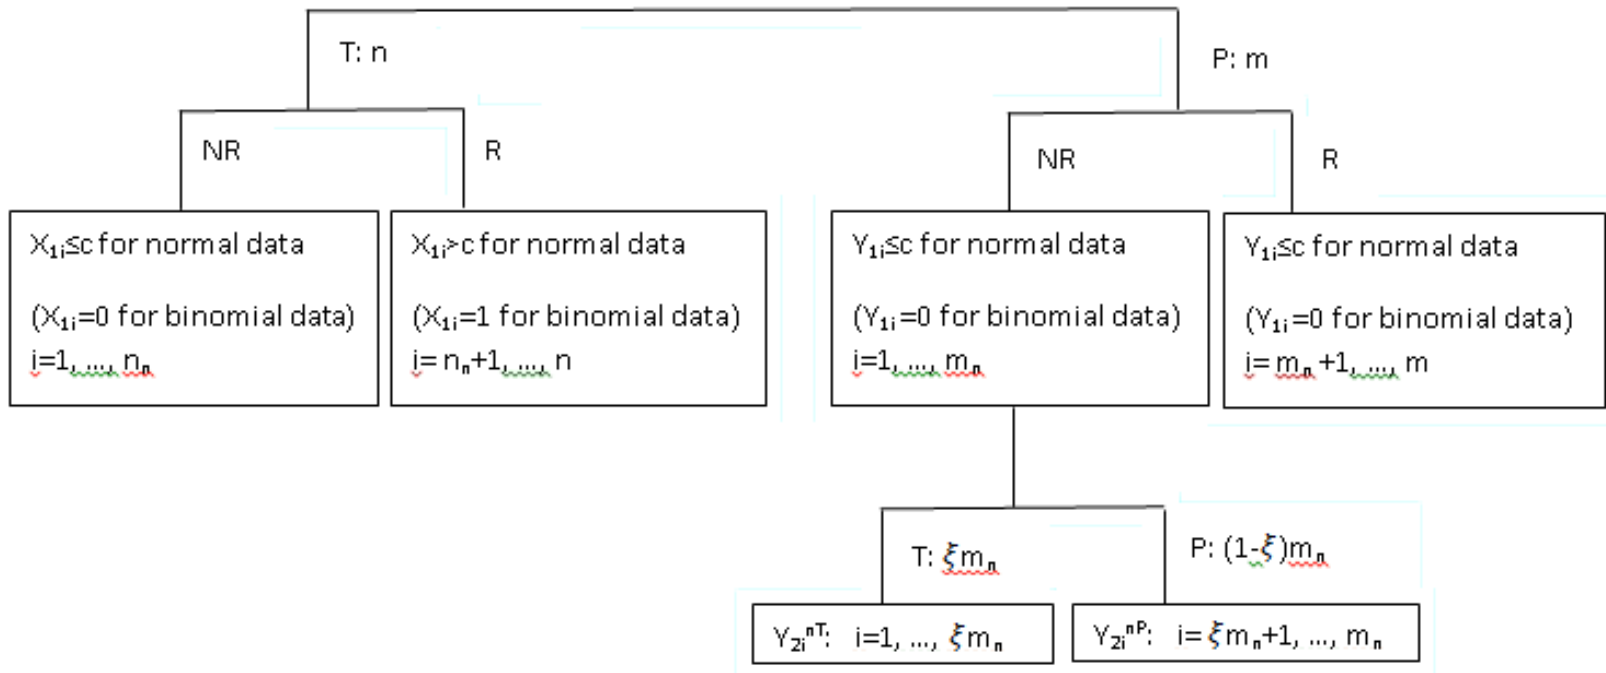 T: n
P: m
NR
R
NR
R
X₁ᵢ≤c for normal data
(X₁ᵢ=0 for binomial data)
i=1, ..., nₙ
X₁ᵢ>c for normal data
(X₁ᵢ=1 for binomial data)
i= nₙ+1, ..., n
Y₁ᵢ≤c for normal data
(Y₁ᵢ=0 for binomial data)
i=1, ..., mₙ
Y₁ᵢ≤c for normal data
(Y₁ᵢ=0 for binomial data)
i= mₙ +1, ..., m
T: ξmₙ
P: (1-ξ)mₙ
Y₂ᵢⁿᵀ: i=1, ..., ξmₙ
Y₂ᵢⁿᴾ: i= ξmₙ+1, ..., mₙ